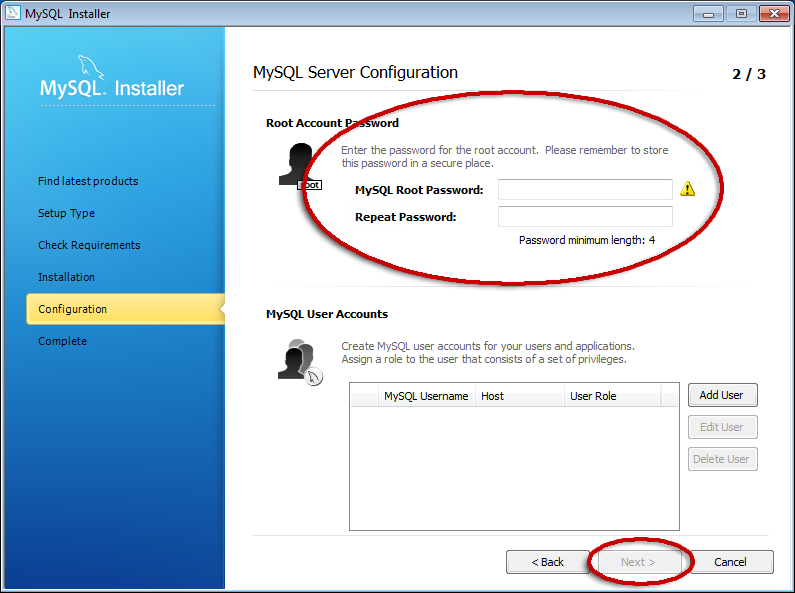 MySQL Installer
MySQL Installer
MySQL Server Configuration
2 / 3
Find latest products
Setup Type
Check Requirements
Installation
Configuration
Complete
Root Account Password
Enter the password for the root account. Please remember to store
this password in a secure place.
root
MySQL Root Password:
Repeat Password:
Password minimum length: 4
MySQL User Accounts
Create MySQL user accounts for your users and applications.
Assign a role to the user that consists of a set of privileges.
MySQL Username Host User Role
Add User
Edit User
Delete User
< Back Next > Cancel